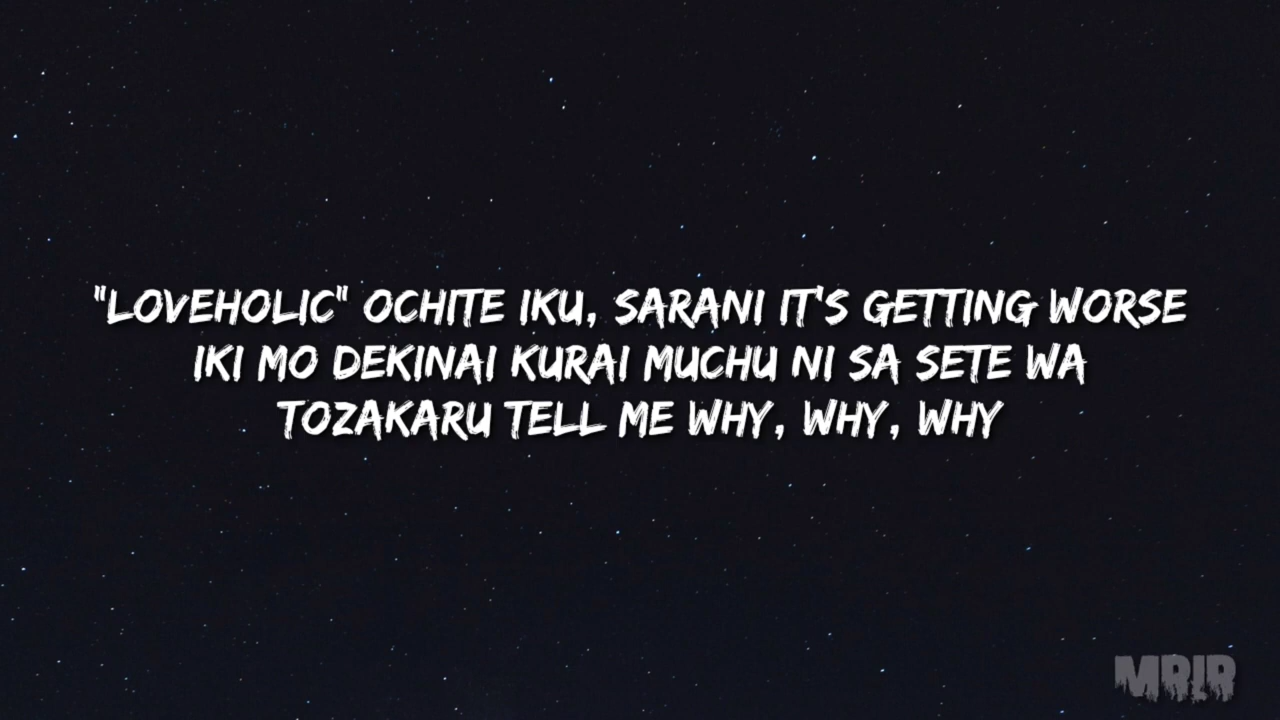 "LOVEHOLIC" OCHITE IKU, SARANI IT'S GETTING WORSE
IKI MO DEKINAI KURAI MUCHU NI SA SETE WA
TOZAKARU TELL ME WHY, WHY, WHY
MRLR